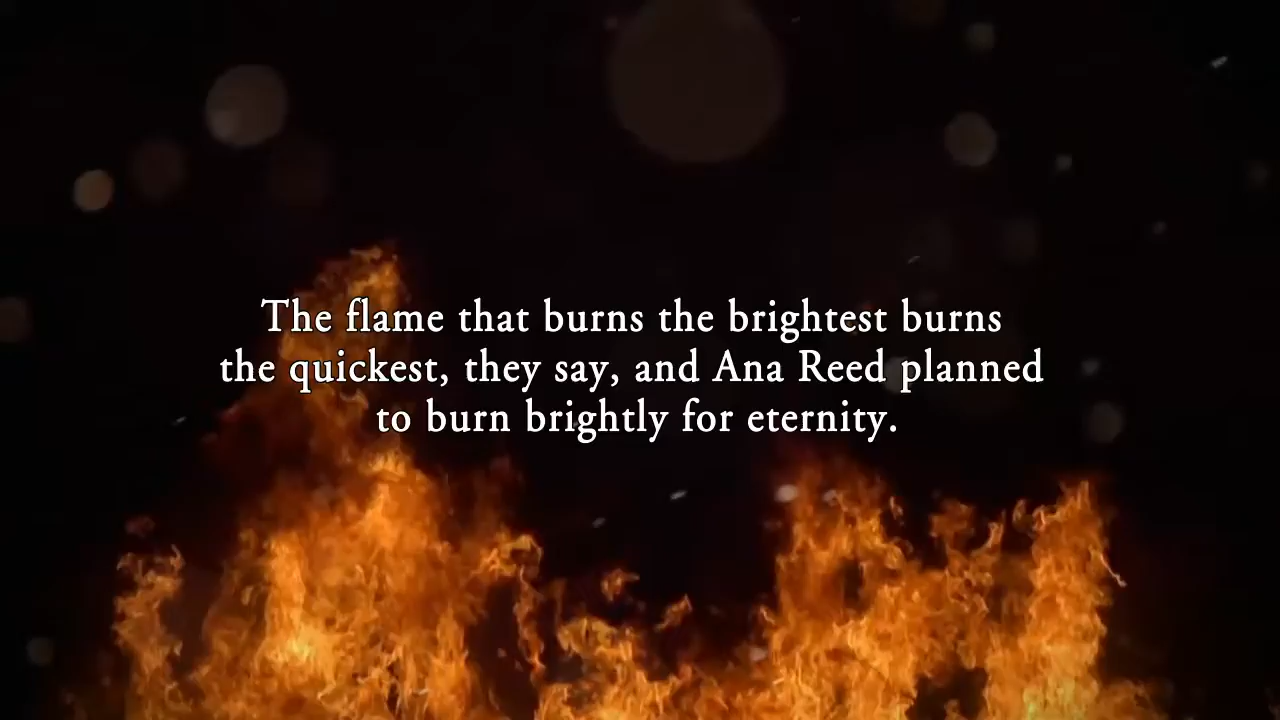 The flame that burns the brightest burns
the quickest, they say, and Ana Reed planned
to burn brightly for eternity.